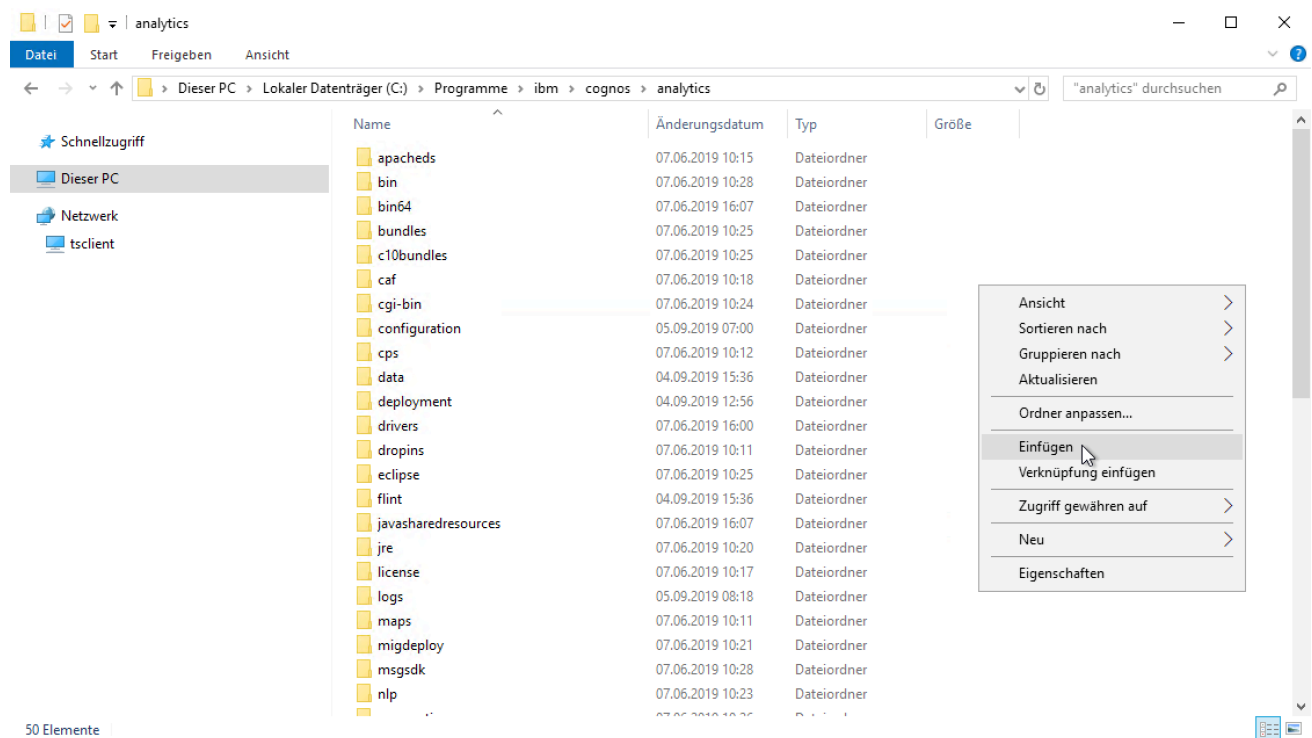 analytics
Datei Start Freigeben Ansicht
Dieser PC Lokaler Datenträger (C:) Programme ibm cognos analytics "analytics" durchsuchen
Name Änderungsdatum Typ Größe
Schnellzugriff
Dieser PC
Netzwerk
tsclient
apacheds 07.06.2019 10:15 Dateiordner
bin 07.06.2019 10:28 Dateiordner
bin64 07.06.2019 16:07 Dateiordner
bundles 07.06.2019 10:25 Dateiordner
c10bundles 07.06.2019 10:25 Dateiordner
caf 07.06.2019 10:18 Dateiordner
cgi-bin 07.06.2019 10:24 Dateiordner
configuration 05.09.2019 07:00 Dateiordner
cps 07.06.2019 10:12 Dateiordner
data 04.09.2019 15:36 Dateiordner
deployment 04.09.2019 12:56 Dateiordner
drivers 07.06.2019 16:00 Dateiordner
dropins 07.06.2019 10:11 Dateiordner
eclipse 07.06.2019 10:25 Dateiordner
flint 04.09.2019 15:36 Dateiordner
javasharedresources 07.06.2019 16:07 Dateiordner
jre 07.06.2019 10:20 Dateiordner
license 07.06.2019 10:17 Dateiordner
logs 05.09.2019 08:18 Dateiordner
maps 07.06.2019 10:11 Dateiordner
migdeploy 07.06.2019 10:21 Dateiordner
msgsdk 07.06.2019 10:28 Dateiordner
nlp 07.06.2019 10:23 Dateiordner
Ansicht
Sortieren nach
Gruppieren nach
Aktualisieren
Ordner anpassen...
Einfügen
Verknüpfung einfügen
Zugriff gewähren auf
Neu
Eigenschaften
50 Elemente